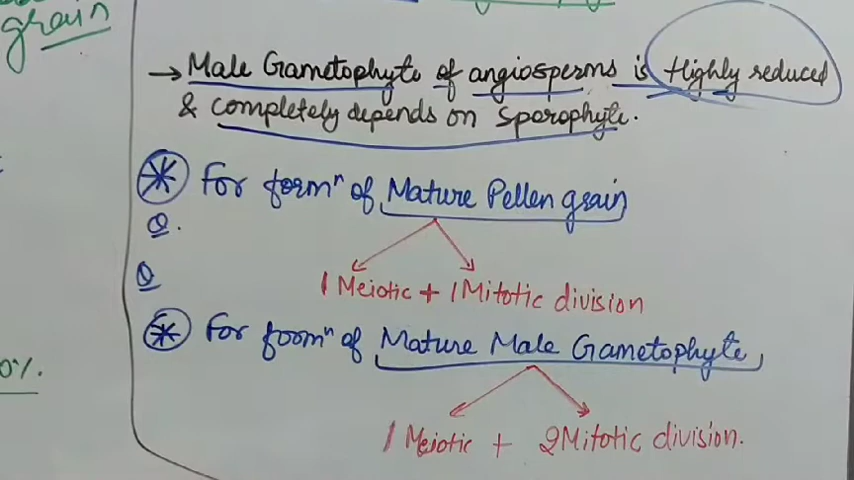 grain
→ Male Gametophyte of angiosperms is Highly reduced
& completely depends on Sporophyte.
* For formⁿ of Mature Pollen grain
Q.
1 Meiotic + 1 Mitotic division
Q
* For formⁿ of Mature Male Gametophyte
0%.
1 Meiotic + 2 Mitotic division.